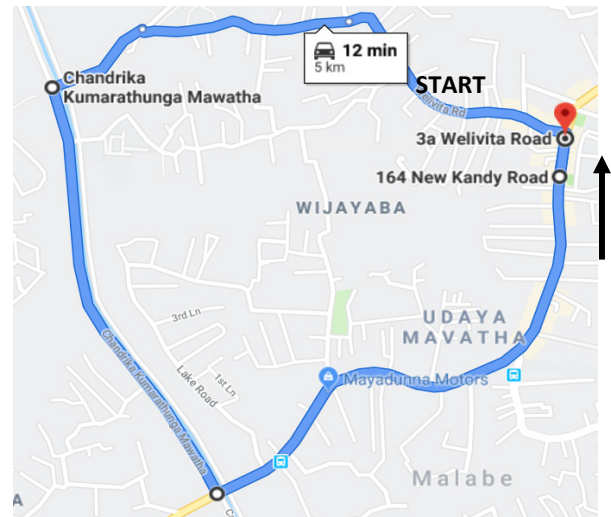 12 min
5 km
Chandrika
Kumarathunga Mawatha
START
Welivita Rd
3a Welivita Road
164 New Kandy Road
WIJAYABA
3rd Ln
UDAYA
MAVATHA
Chandrika Kumarathunga Mawatha
Lake Road
1st Ln
Mayadunna Motors
Malabe
A